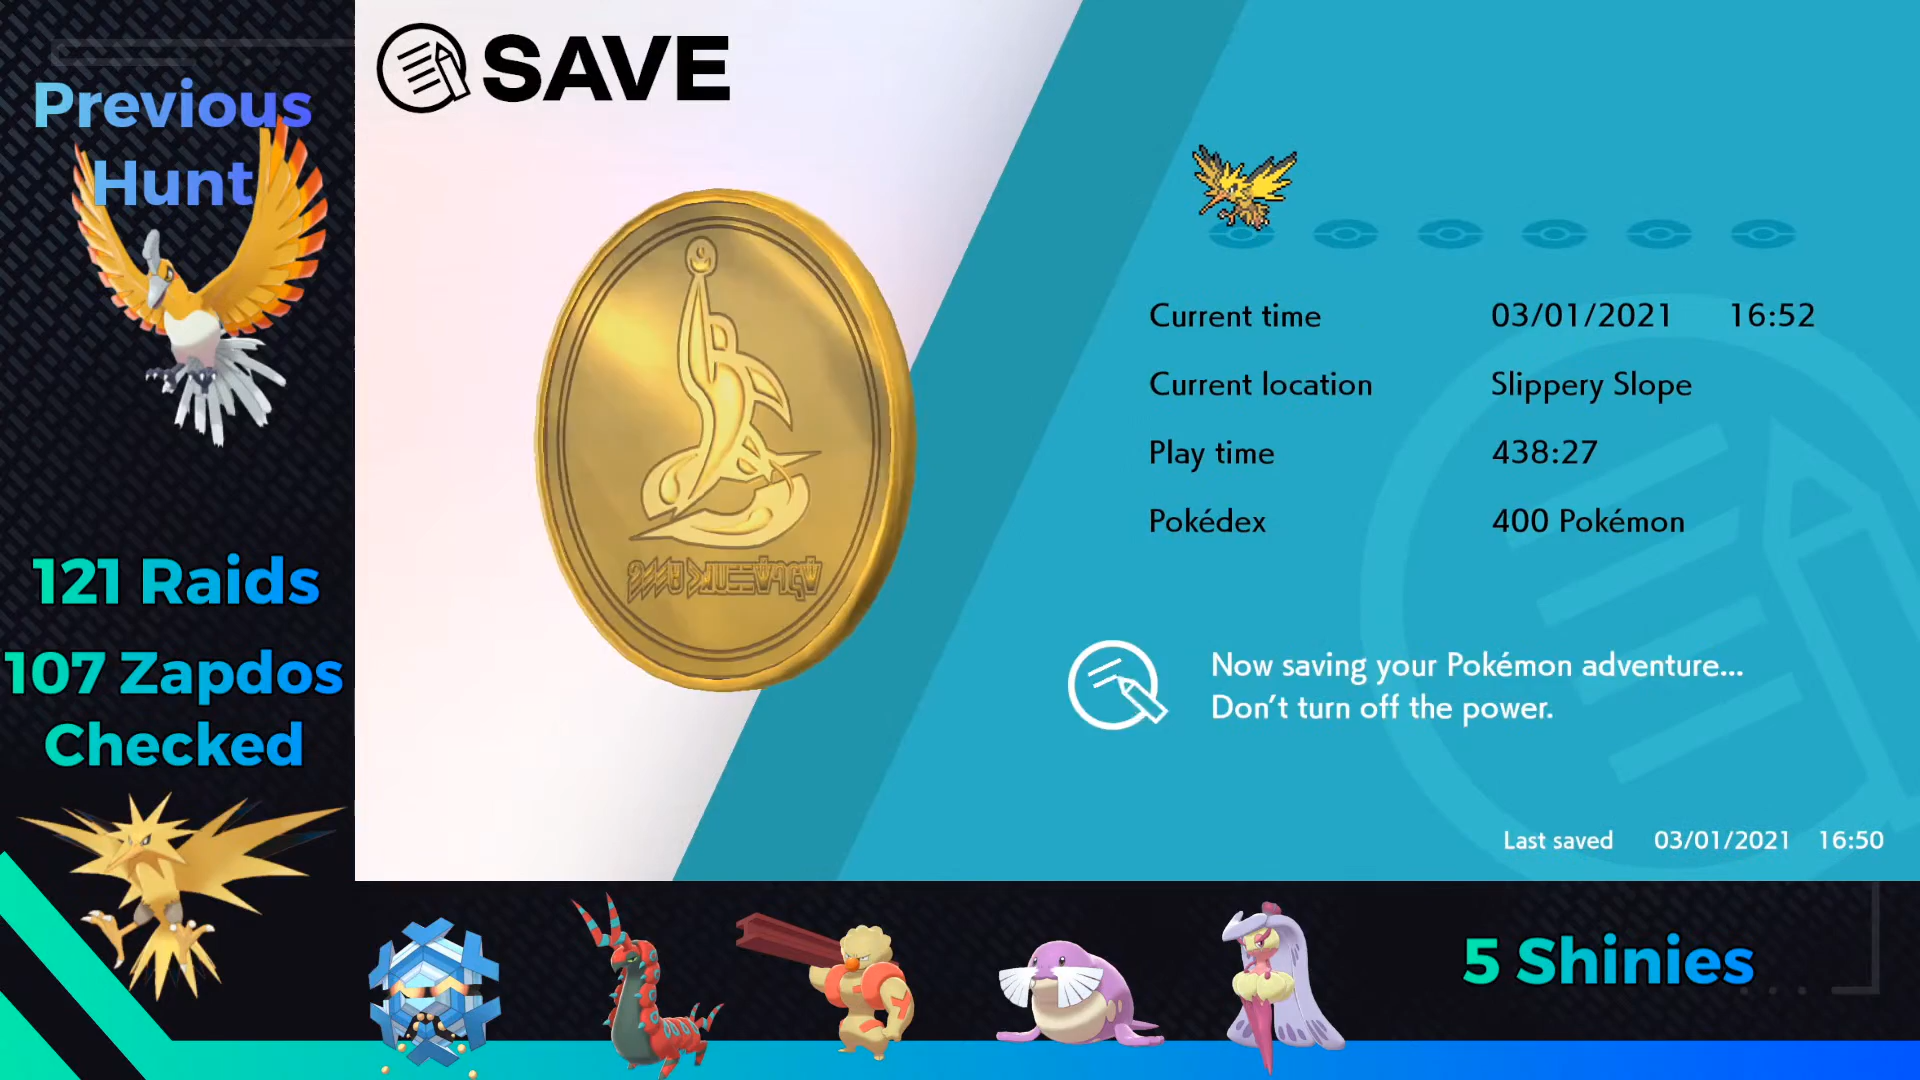 Previous
Hunt
121 Raids
107 Zapdos
Checked
SAVE
Current time 03/01/2021 16:52
Current location Slippery Slope
Play time 438:27
Pokédex 400 Pokémon
Now saving your Pokémon adventure...
Don't turn off the power.
Last saved 03/01/2021 16:50
5 Shinies